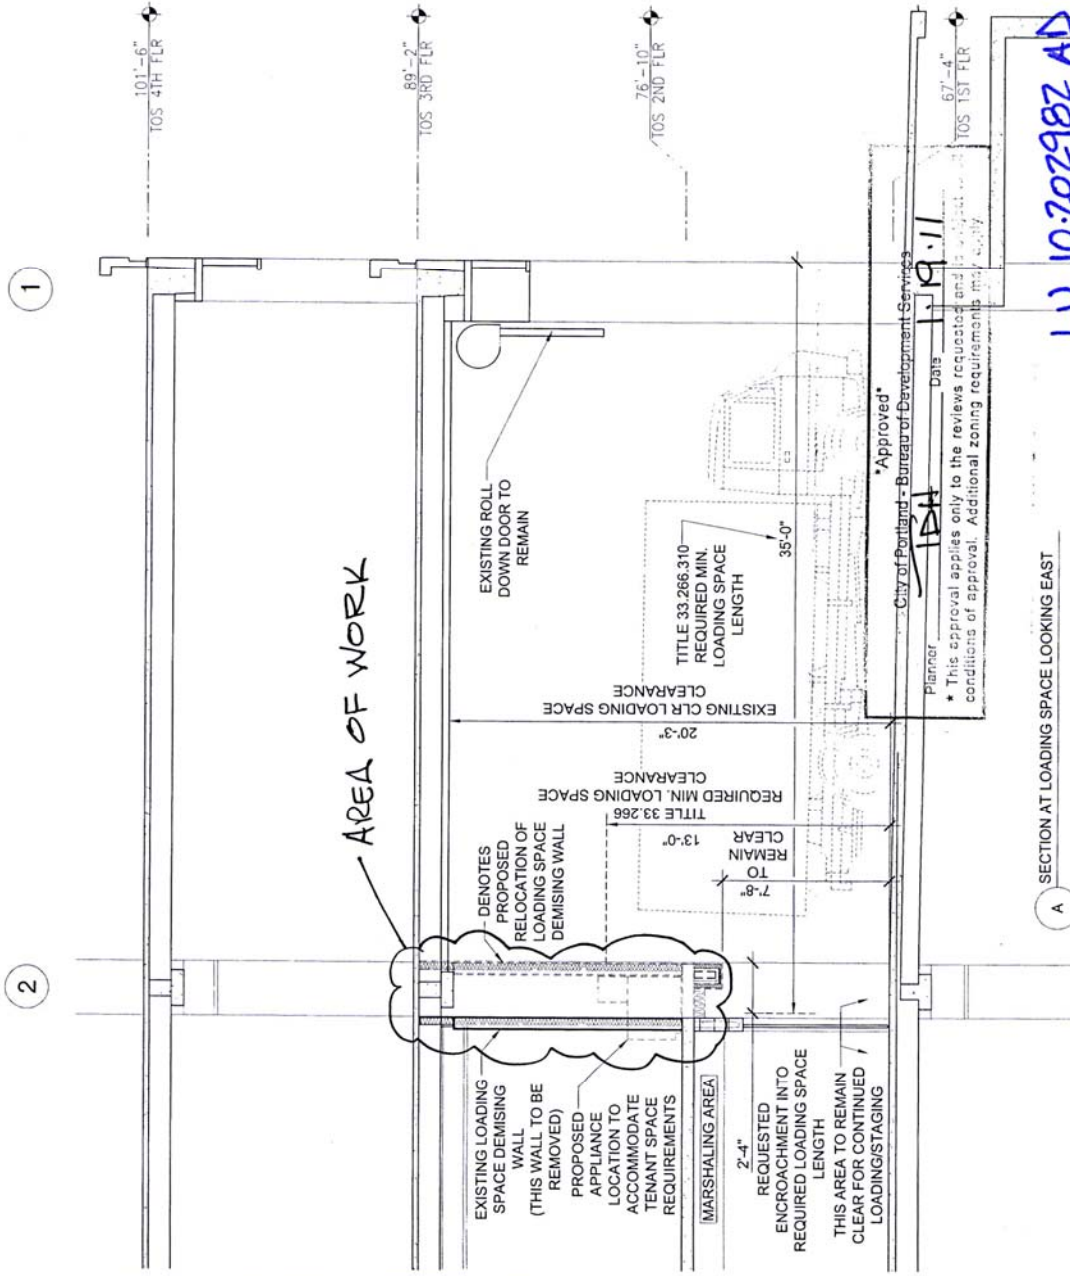 1
2
101'-6"
TOS 4TH FLR
89'-2"
TOS 3RD FLR
76'-10"
TOS 2ND FLR
67'-4"
TOS 1ST FLR
AREA OF WORK
EXISTING ROLL
DOWN DOOR TO
REMAIN
DENOTES
PROPOSED
RELOCATION OF
LOADING SPACE
DEMISING WALL
TITLE 33.266.310
REQUIRED MIN.
LOADING SPACE
LENGTH
35'-0"
20'-3"
EXISTING CLR LOADING SPACE
CLEARANCE
13'-0"
TITLE 33.266
REQUIRED MIN. LOADING SPACE
CLEARANCE
7'-8"
TO
REMAIN
CLEAR
EXISTING LOADING
SPACE DEMISING
WALL
(THIS WALL TO BE
REMOVED)
PROPOSED
APPLIANCE
LOCATION TO
ACCOMMODATE
TENANT SPACE
REQUIREMENTS
MARSHALING AREA
2'-4"
REQUESTED
ENCROACHMENT INTO
REQUIRED LOADING SPACE
LENGTH
THIS AREA TO REMAIN
CLEAR FOR CONTINUED
LOADING/STAGING
*Approved*
City of Portland - Bureau of Development Services
Planner Date 1.19.11
* This approval applies only to the reviews requested and is subject
conditions of approval. Additional zoning requirements may apply.
A
SECTION AT LOADING SPACE LOOKING EAST
10.202982 AD